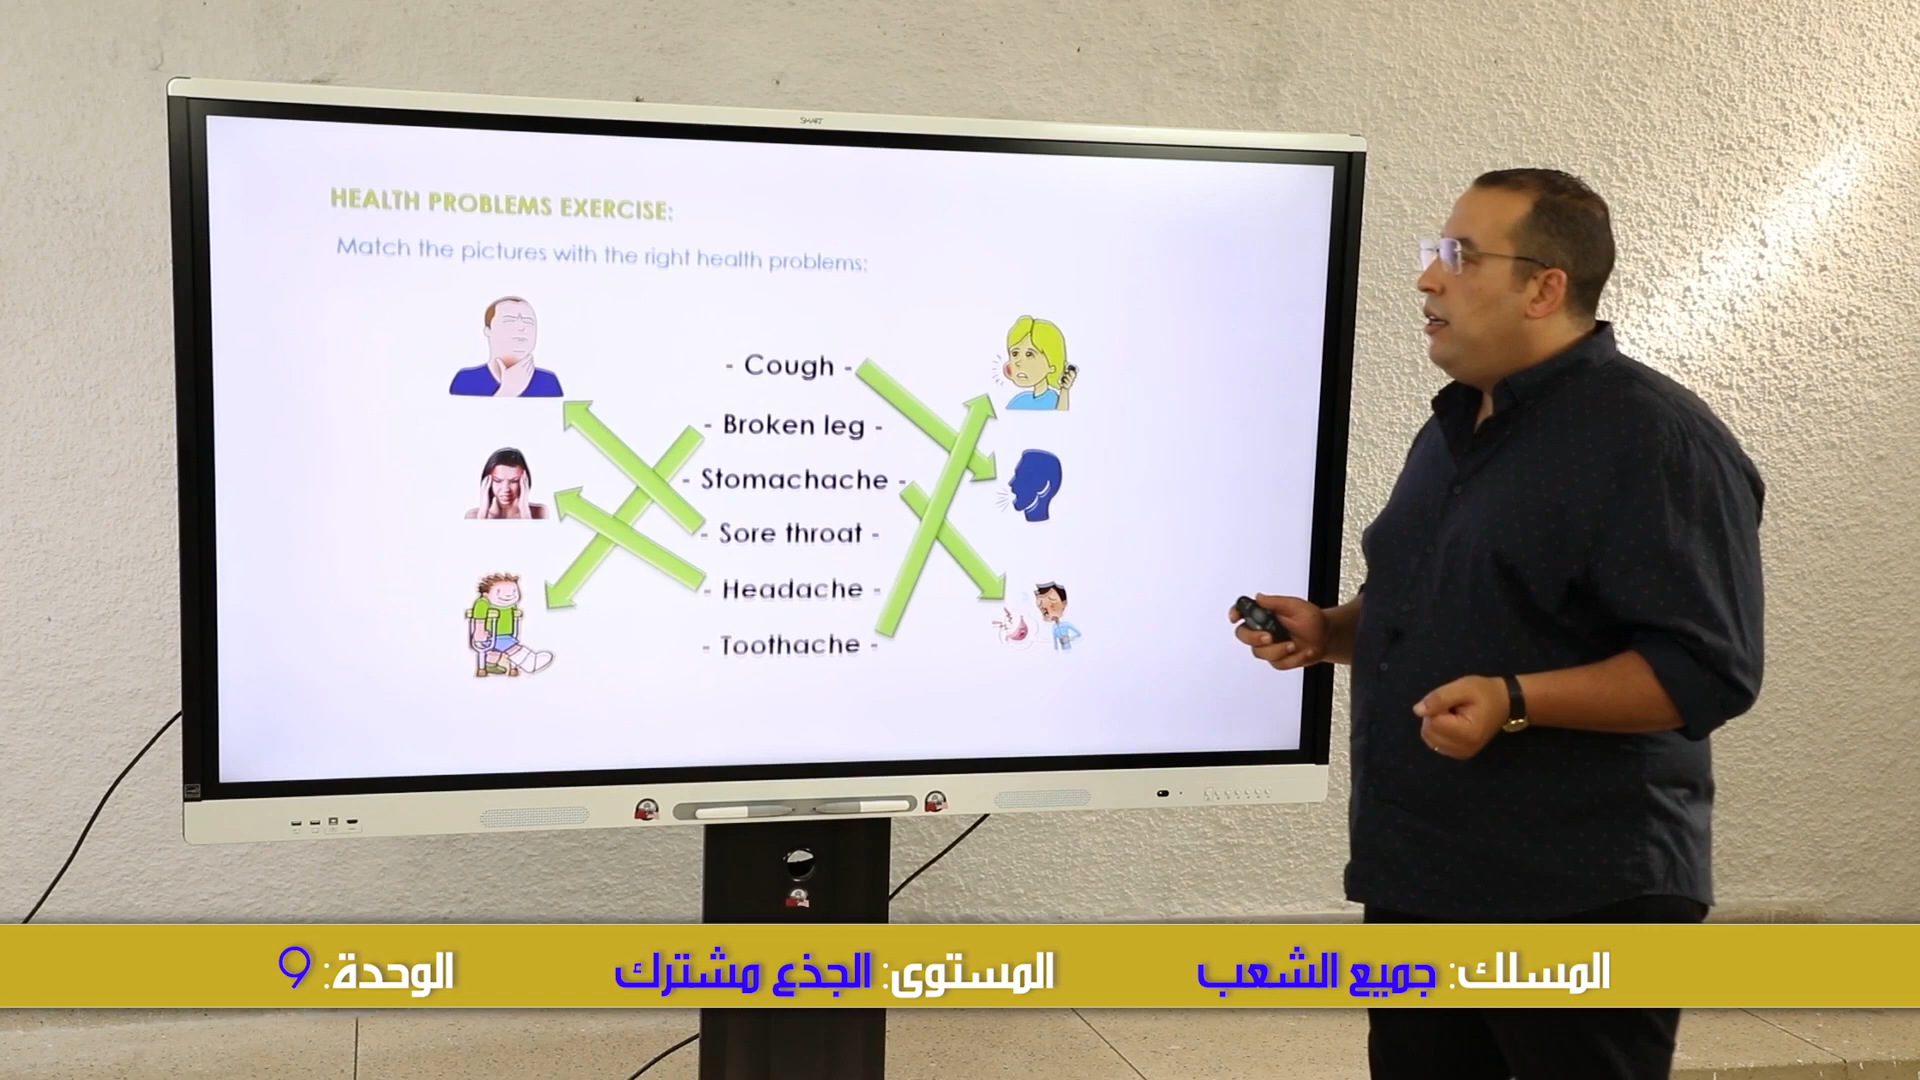 SMART
HEALTH PROBLEMS EXERCISE:
Match the pictures with the right health problems:
- Cough -
- Broken leg -
- Stomachache -
- Sore throat -
- Headache -
- Toothache -
المسلك: جميع الشعب المستوى: الجذع مشترك الوحدة: 9